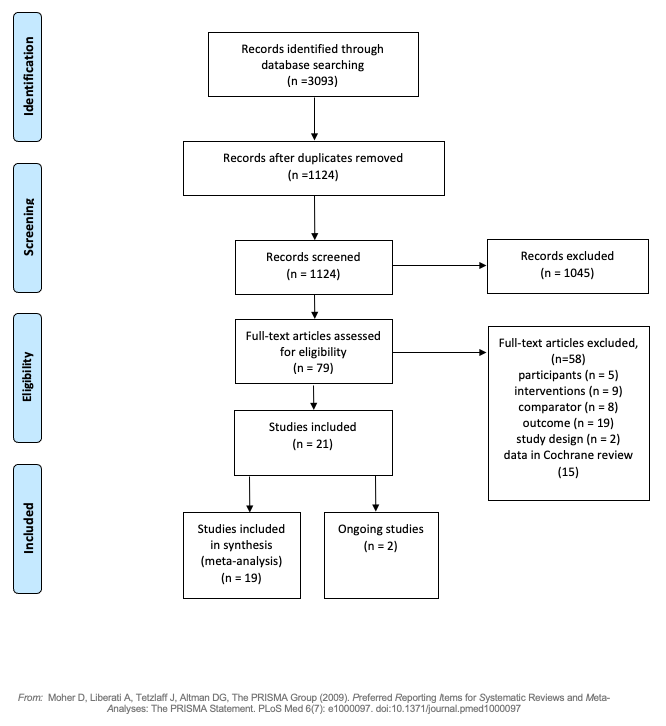 Identification
Records identified through
database searching
(n =3093)
Records after duplicates removed
(n =1124)
Screening
Records screened
(n = 1124)
Records excluded
(n = 1045)
Eligibility
Full-text articles assessed
for eligibility
(n = 79)
Full-text articles excluded,
(n=58)
participants (n = 5)
interventions (n = 9)
comparator (n = 8)
outcome (n = 19)
study design (n = 2)
data in Cochrane review
(15)
Studies included
(n = 21)
Included
Studies included
in synthesis
(meta-analysis)
(n = 19)
Ongoing studies
(n = 2)
From: Moher D, Liberati A, Tetzlaff J, Altman DG, The PRISMA Group (2009). Preferred Reporting Items for Systematic Reviews and Meta-
Analyses: The PRISMA Statement. PLoS Med 6(7): e1000097. doi:10.1371/journal.pmed1000097